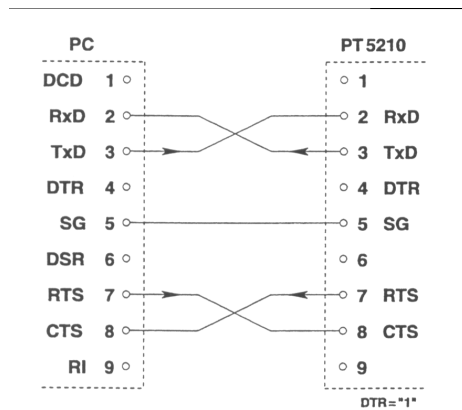 PC PT 5210
DCD 1 1
RxD 2 2 RxD
TxD 3 3 TxD
DTR 4 4 DTR
SG 5 5 SG
DSR 6 6
RTS 7 7 RTS
CTS 8 8 CTS
RI 9 9
DTR="1"